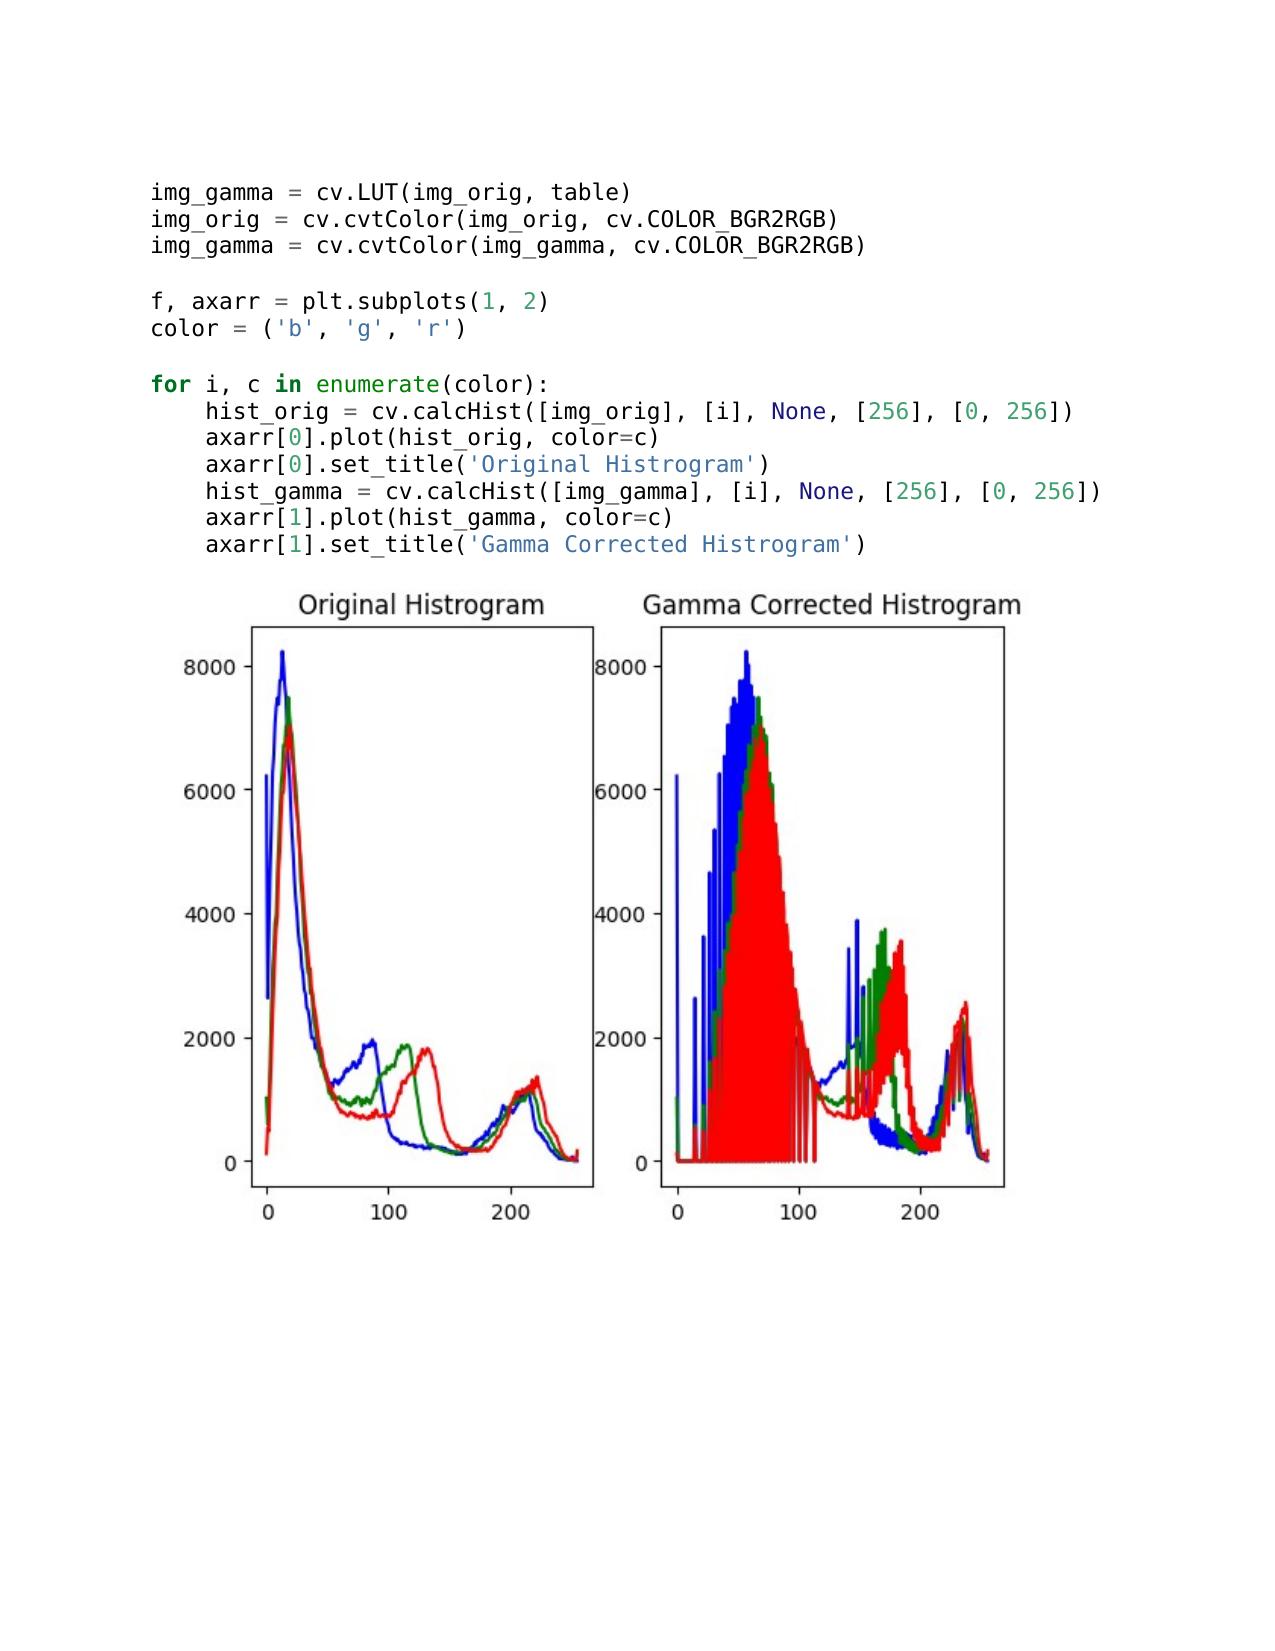 img_gamma = cv.LUT(img_orig, table)
img_orig = cv.cvtColor(img_orig, cv.COLOR_BGR2RGB)
img_gamma = cv.cvtColor(img_gamma, cv.COLOR_BGR2RGB)
f, axarr = plt.subplots(1, 2)
color = ('b', 'g', 'r')
for i, c in enumerate(color):
    hist_orig = cv.calcHist([img_orig], [i], None, [256], [0, 256])
    axarr[0].plot(hist_orig, color=c)
    axarr[0].set_title('Original Histrogram')
    hist_gamma = cv.calcHist([img_gamma], [i], None, [256], [0, 256])
    axarr[1].plot(hist_gamma, color=c)
    axarr[1].set_title('Gamma Corrected Histrogram')
Original Histrogram
8000
6000
4000
2000
0
0 100 200
Gamma Corrected Histrogram
8000
6000
4000
2000
0
0 100 200